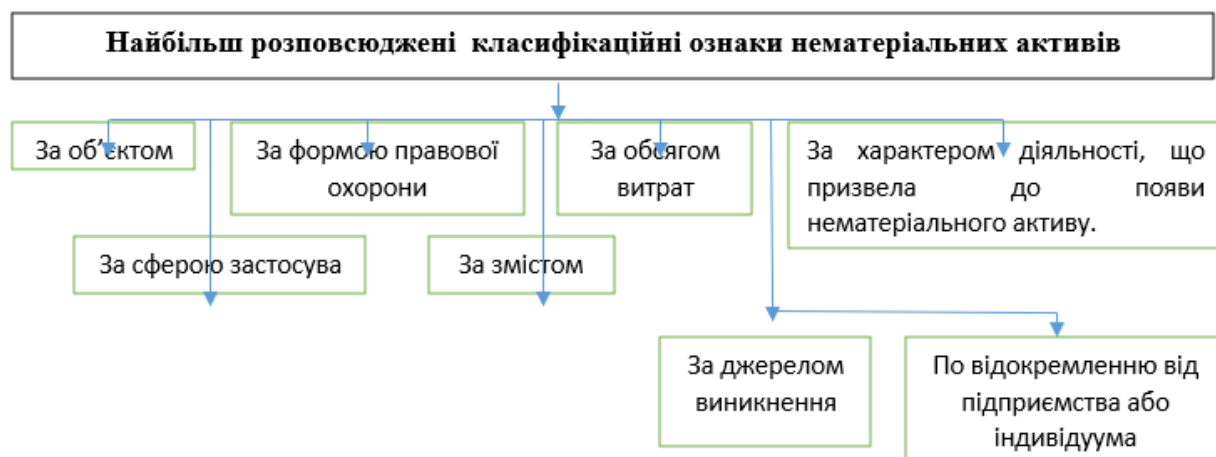 Найбільш розповсюджені класифікаційні ознаки нематеріальних активів
За об’єктом
За формою правової
охорони
За обсягом
витрат
За характером діяльності, що
призвела до появи
нематеріального активу.
За сферою застосува
За змістом
За джерелом
виникнення
По відокремленню від
підприємства або
індивідуума